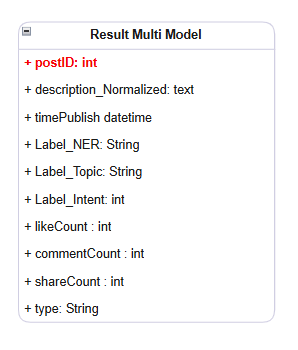 Result Multi Model
+ postID: int
+ description_Normalized: text
+ timePublish datetime
+ Label_NER: String
+ Label_Topic: String
+ Label_Intent: int
+ likeCount : int
+ commentCount : int
+ shareCount : int
+ type: String